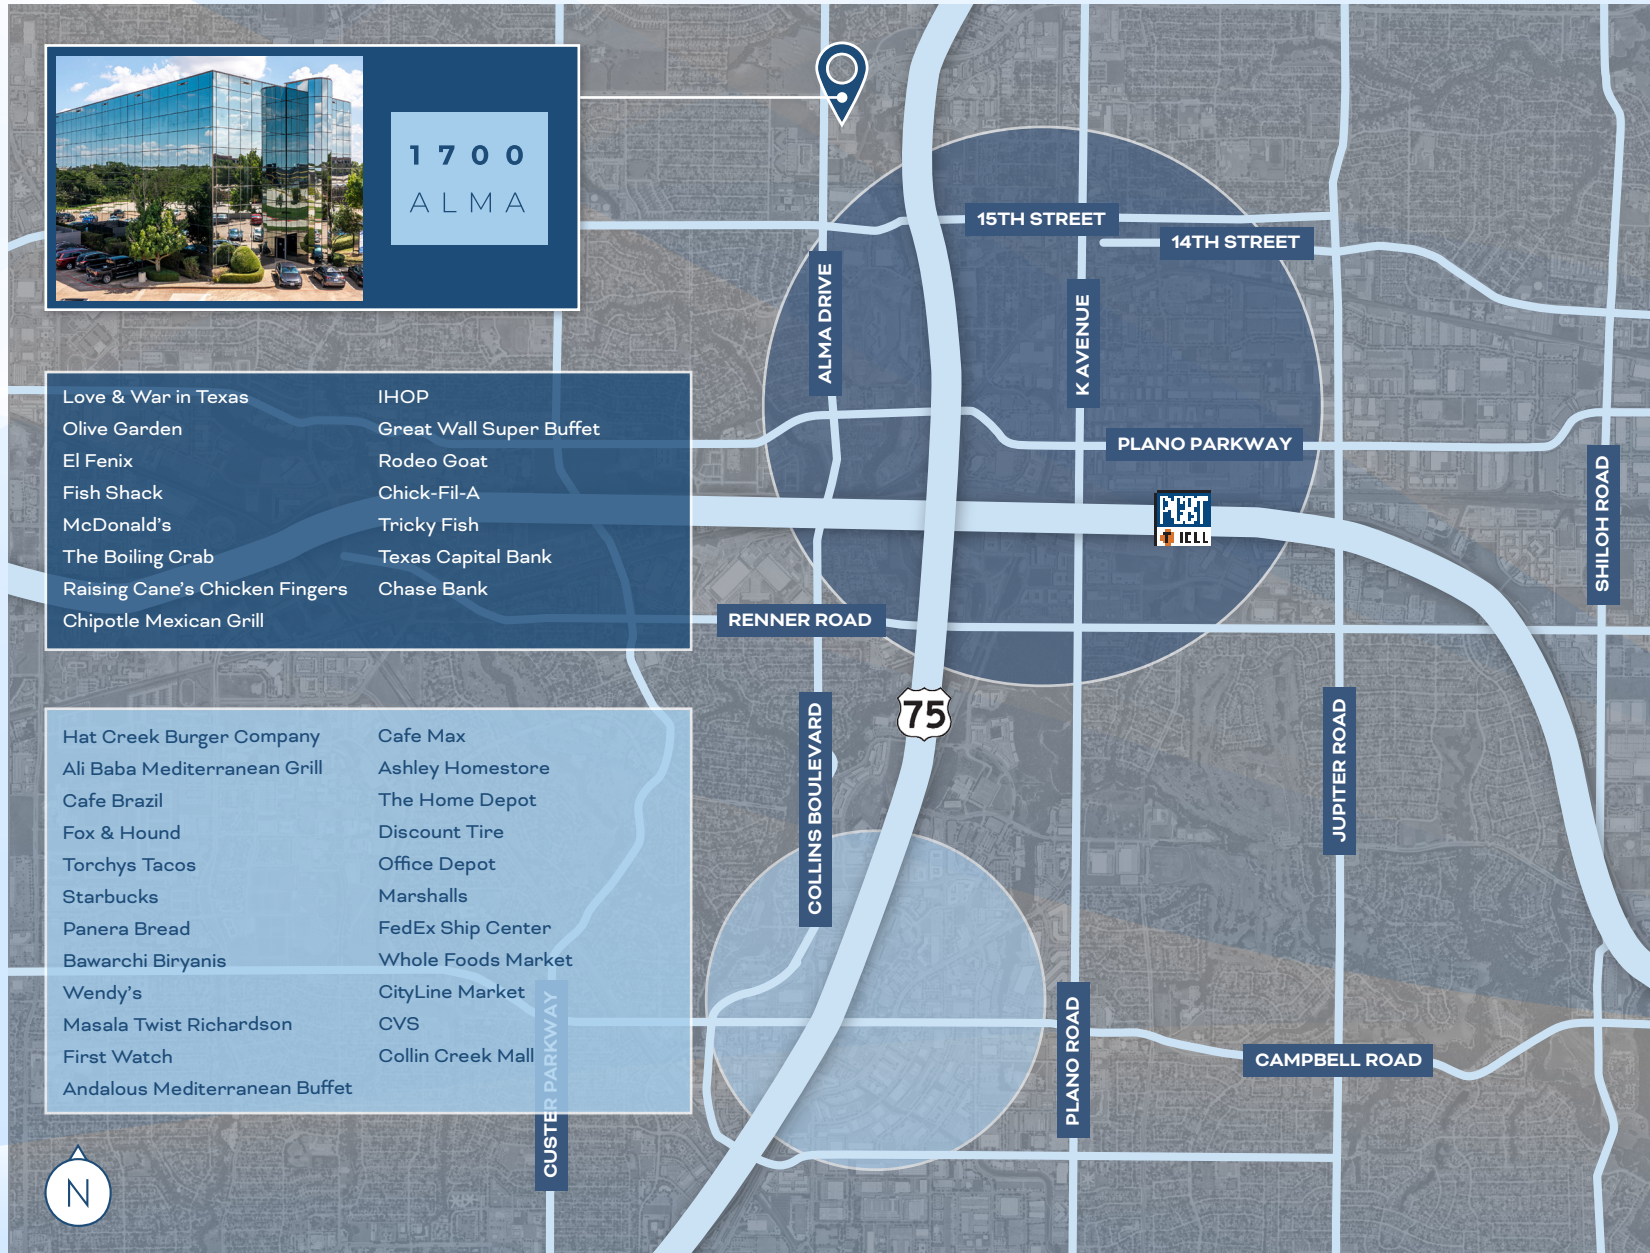 1700
ALMA
15TH STREET
14TH STREET
ALMA DRIVE
K AVENUE
Love & War in Texas
Olive Garden
El Fenix
Fish Shack
McDonald's
The Boiling Crab
Raising Cane's Chicken Fingers
Chipotle Mexican Grill
IHOP
Great Wall Super Buffet
Rodeo Goat
Chick-Fil-A
Tricky Fish
Texas Capital Bank
Chase Bank
PLANO PARKWAY
SHILOH ROAD
RENNER ROAD
75
COLLINS BOULEVARD
JUPITER ROAD
Hat Creek Burger Company
Ali Baba Mediterranean Grill
Cafe Brazil
Fox & Hound
Torchys Tacos
Starbucks
Panera Bread
Bawarchi Biryanis
Wendy's
Masala Twist Richardson
First Watch
Andalous Mediterranean Buffet
Cafe Max
Ashley Homestore
The Home Depot
Discount Tire
Office Depot
Marshalls
FedEx Ship Center
Whole Foods Market
CityLine Market
CVS
Collin Creek Mall
CUSTER PARKWAY
PLANO ROAD
CAMPBELL ROAD
N